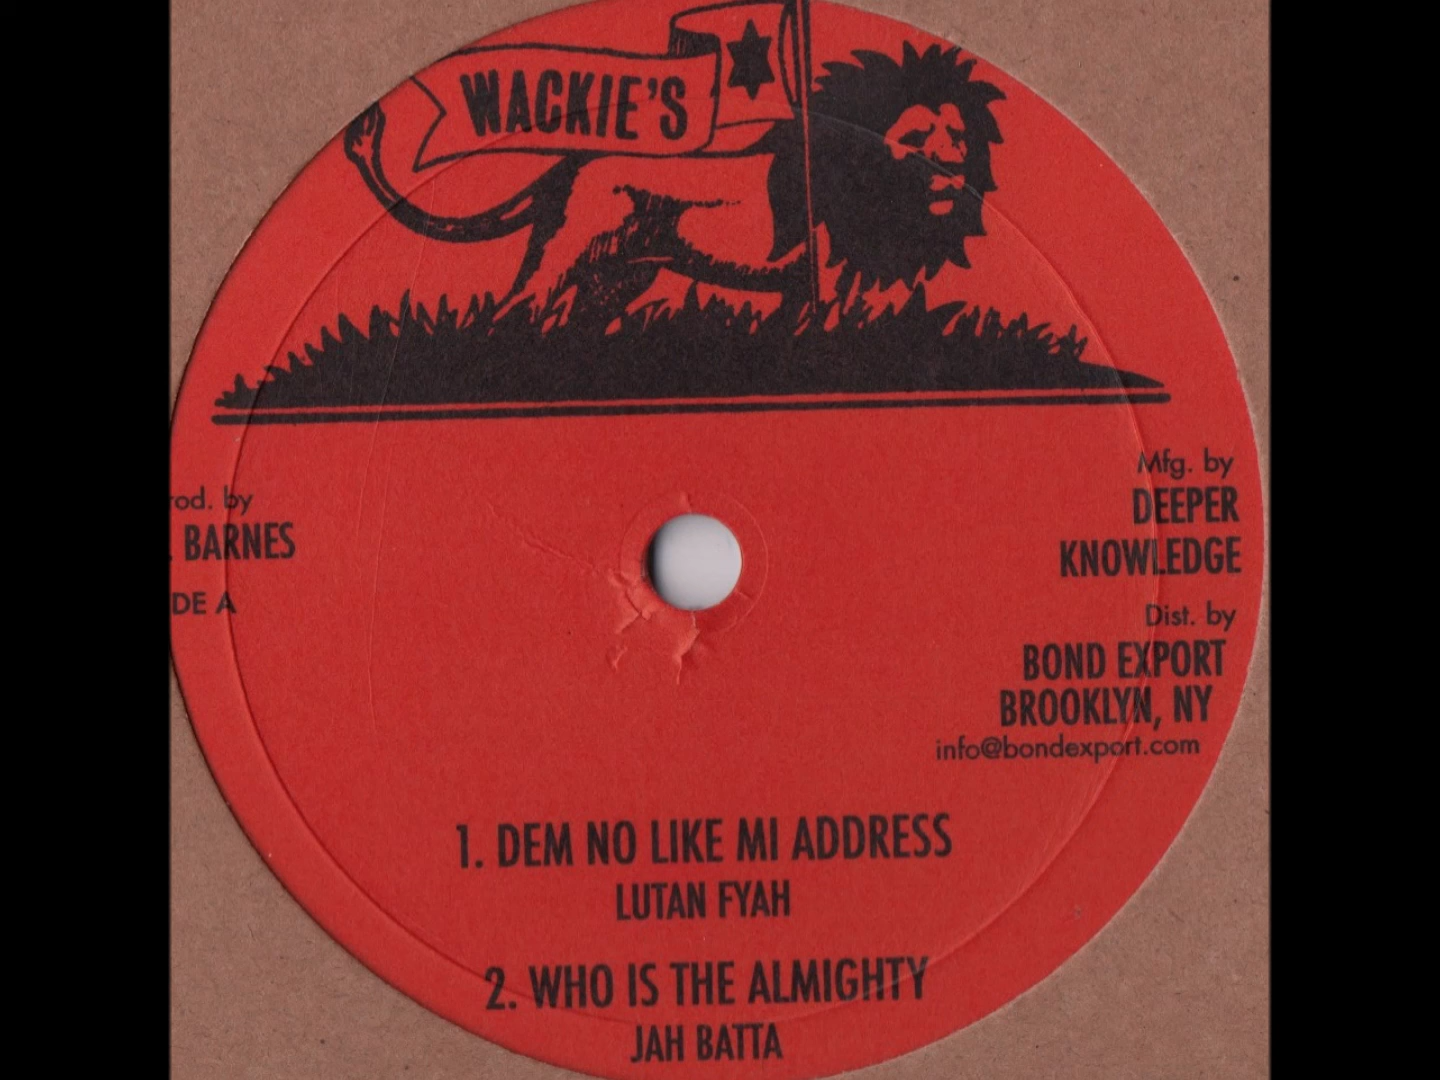 WACKIE'S
rod. by
. BARNES
DE A
Mfg. by
DEEPER
KNOWLEDGE
Dist. by
BOND EXPORT
BROOKLYN, NY
info@bondexport.com
1. DEM NO LIKE MI ADDRESS
LUTAN FYAH
2. WHO IS THE ALMIGHTY
JAH BATTA